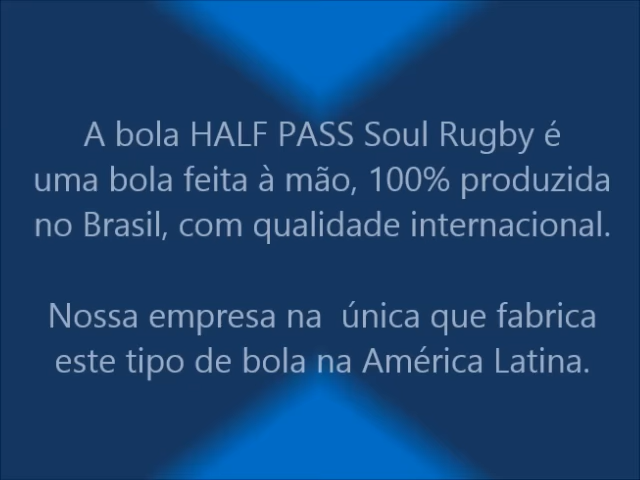 A bola HALF PASS Soul Rugby é
uma bola feita à mão, 100% produzida
no Brasil, com qualidade internacional.
Nossa empresa na  única que fabrica
este tipo de bola na América Latina.